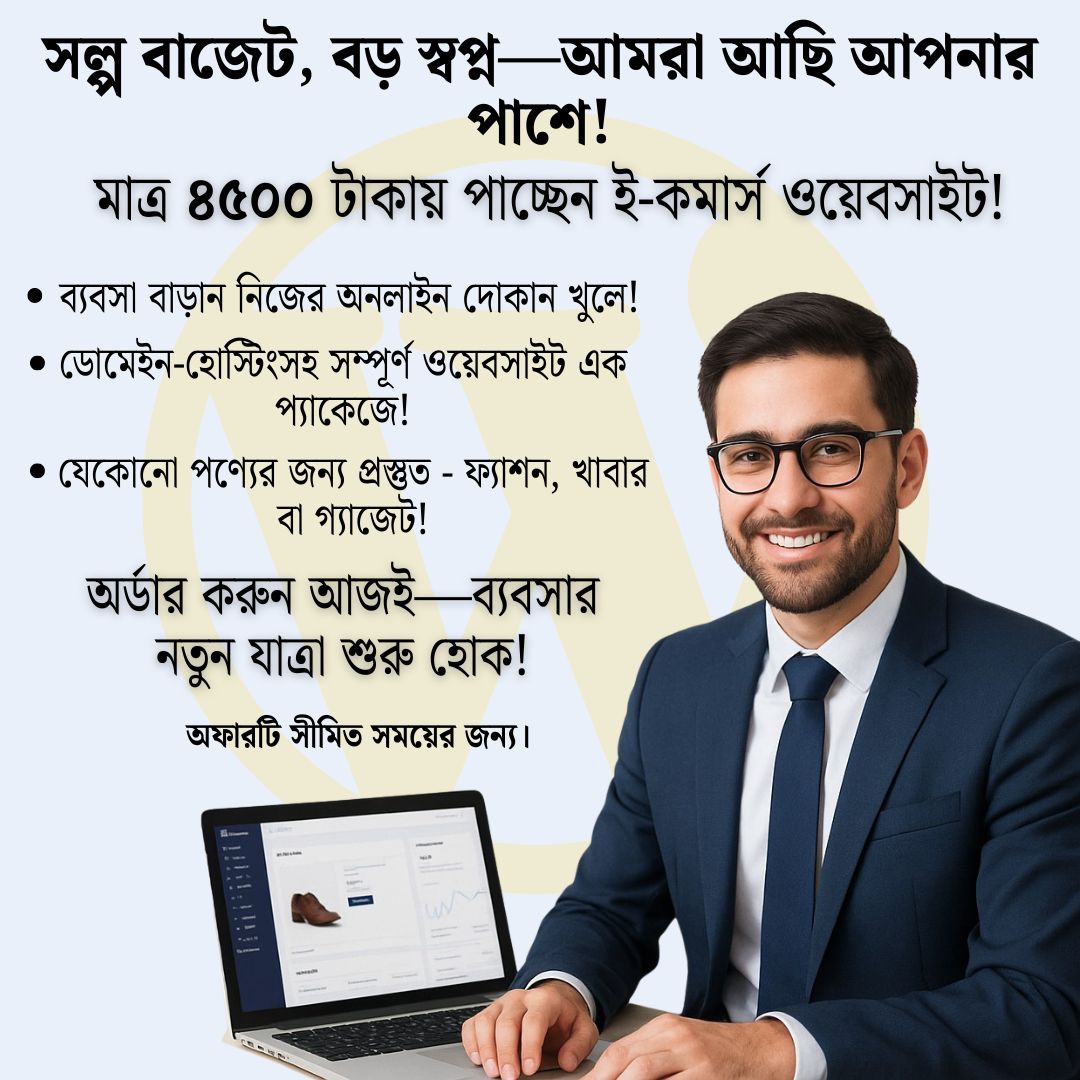 সল্প বাজেট, বড় স্বপ্ন—আমরা আছি আপনার
পাশে!
মাত্র ৪৫০০ টাকায় পাচ্ছেন ই-কমার্স ওয়েবসাইট!
• ব্যবসা বাড়ান নিজের অনলাইন দোকান খুলে!
• ডোমেইন-হোস্টিংসহ সম্পূর্ণ ওয়েবসাইট এক
প্যাকেজে!
• যেকোনো পণ্যের জন্য প্রস্তুত - ফ্যাশন, খাবার
বা গ্যাজেট!
অর্ডার করুন আজই—ব্যবসার
নতুন যাত্রা শুরু হোক!
অফারটি সীমিত সময়ের জন্য।